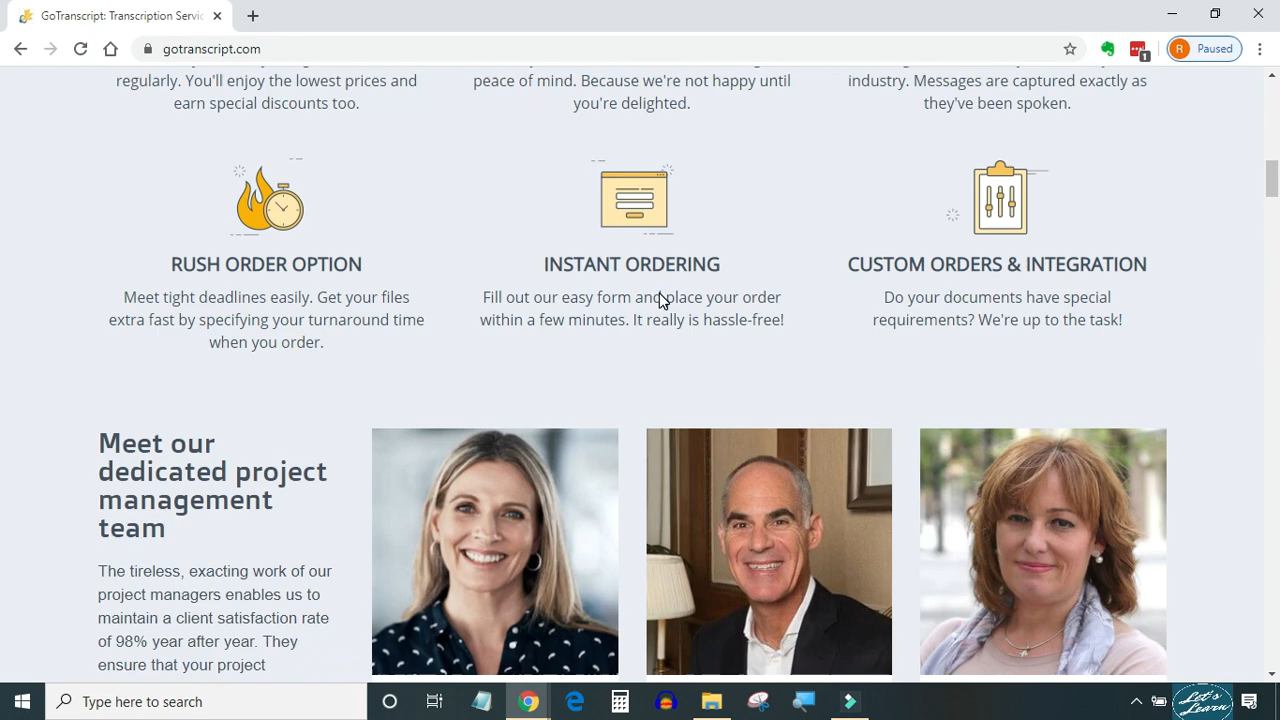 GoTranscript: Transcription Servic
gotranscript.com
1
R
Paused
regularly. You'll enjoy the lowest prices and
earn special discounts too.
peace of mind. Because we're not happy until
you're delighted.
industry. Messages are captured exactly as
they've been spoken.
RUSH ORDER OPTION
Meet tight deadlines easily. Get your files
extra fast by specifying your turnaround time
when you order.
INSTANT ORDERING
Fill out our easy form and place your order
within a few minutes. It really is hassle-free!
CUSTOM ORDERS & INTEGRATION
Do your documents have special
requirements? We're up to the task!
Meet our
dedicated project
management
team
The tireless, exacting work of our
project managers enables us to
maintain a client satisfaction rate
of 98% year after year. They
ensure that your project
Type here to search
Let's
Learn